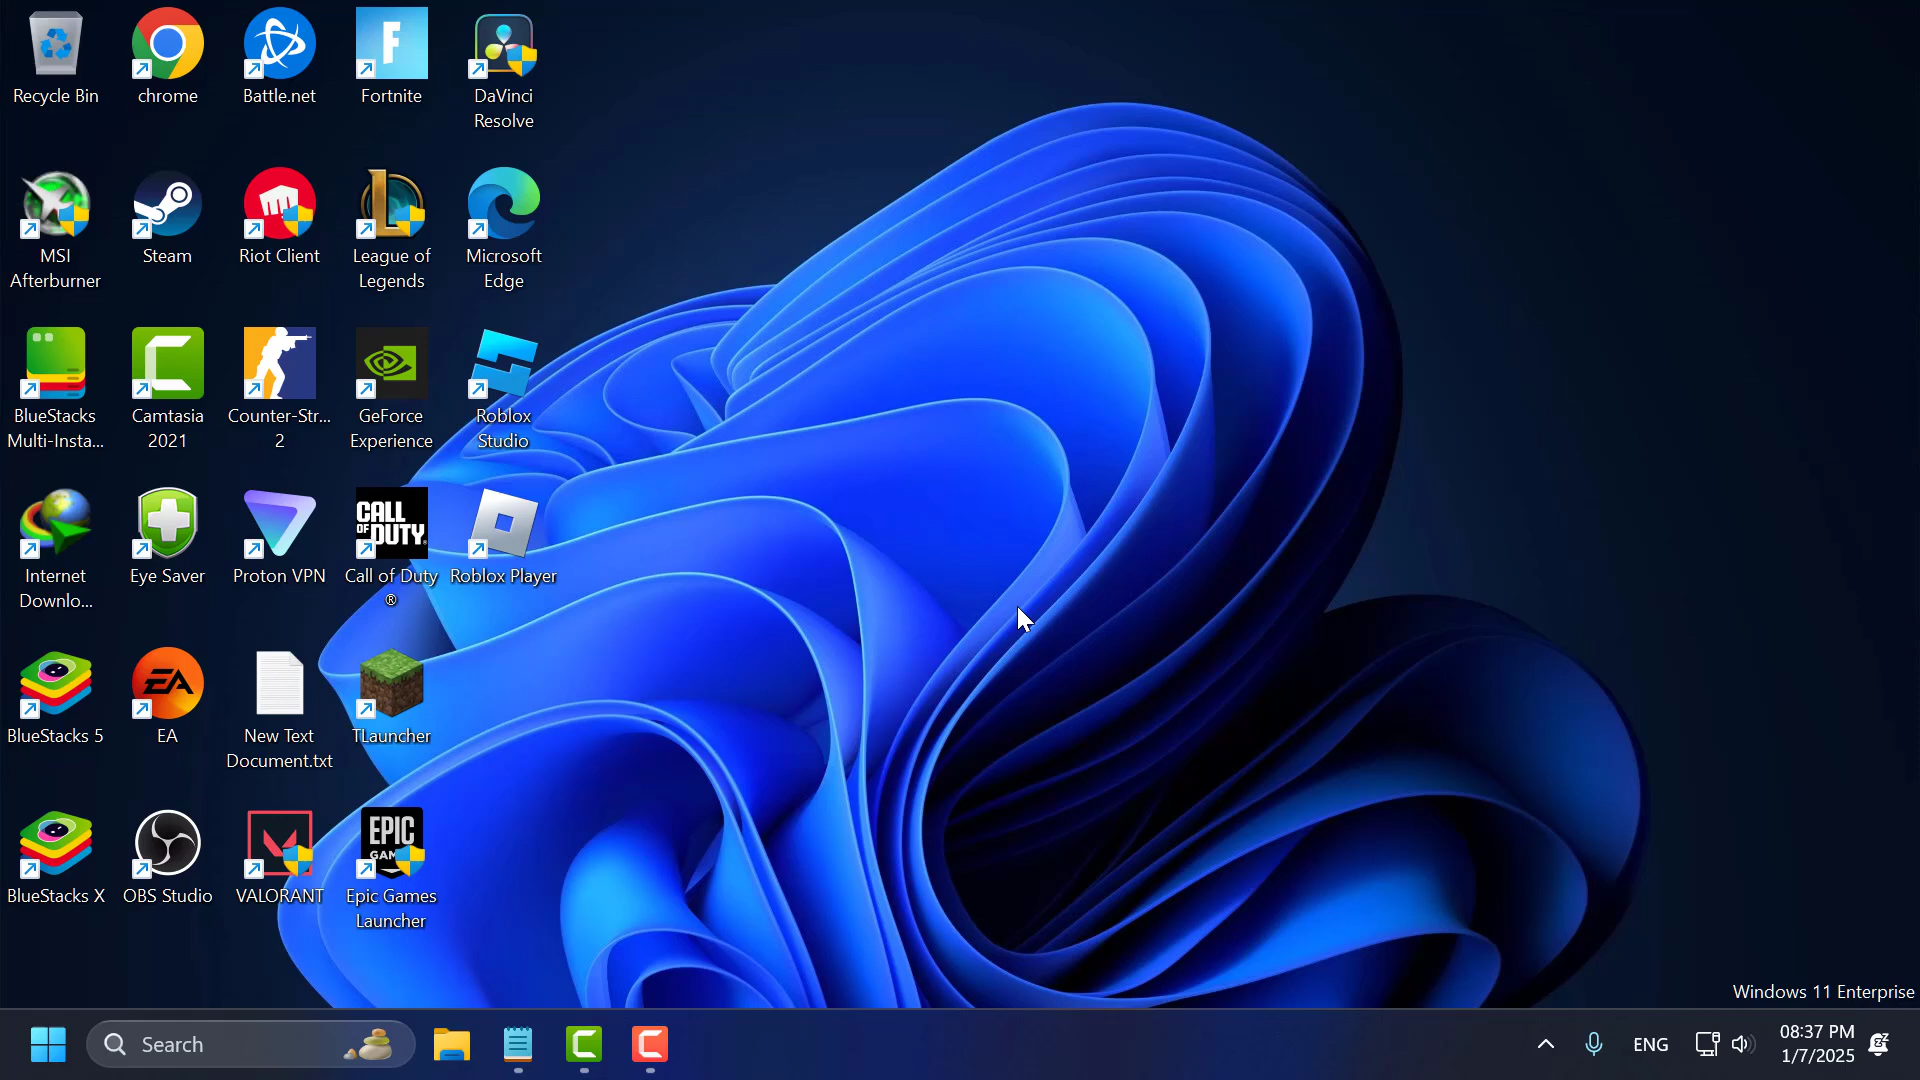 Recycle Bin
chrome
Battle.net
Fortnite
DaVinci
Resolve
MSI
Afterburner
Steam
Riot Client
League of
Legends
Microsoft
Edge
BlueStacks
Multi-Insta...
Camtasia
2021
Counter-Str...
2
GeForce
Experience
Roblox
Studio
Internet
Downlo...
Eye Saver
Proton VPN
CALL
OF DUTY
Call of Duty
®
Roblox Player
BlueStacks 5
EA
EA
New Text
Document.txt
TLauncher
BlueStacks X
OBS Studio
VALORANT
EPIC
GAM
Epic Games
Launcher
Windows 11 Enterprise
Search
ENG
08:37 PM
1/7/2025